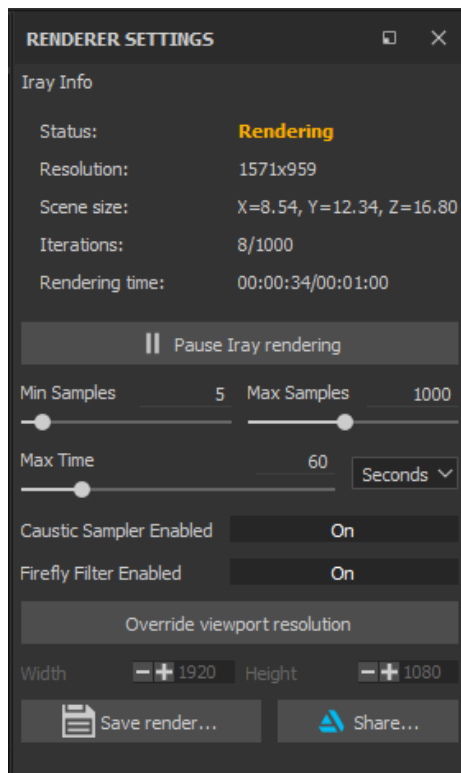 RENDERER SETTINGS
Iray Info
Status: Rendering
Resolution: 1571x959
Scene size: X=8.54, Y=12.34, Z=16.80
Iterations: 8/1000
Rendering time: 00:00:34/00:01:00
Pause Iray rendering
Min Samples 5 Max Samples 1000
Max Time 60 Seconds
Caustic Sampler Enabled On
Firefly Filter Enabled On
Override viewport resolution
Width 1920 Height 1080
Save render... Share...